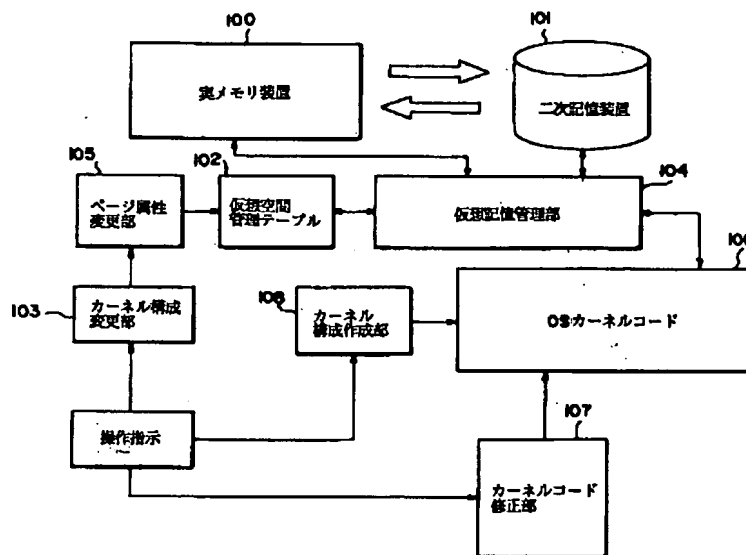 100
実メモリ装置
101
二次記憶装置
105
ページ属性
変更部
102
仮想空間
管理テーブル
104
仮想記憶管理部
106
OSカーネルコード
103
カーネル構成
変更部
108
カーネル
構成作成部
操作指示
107
カーネルコード
修正部